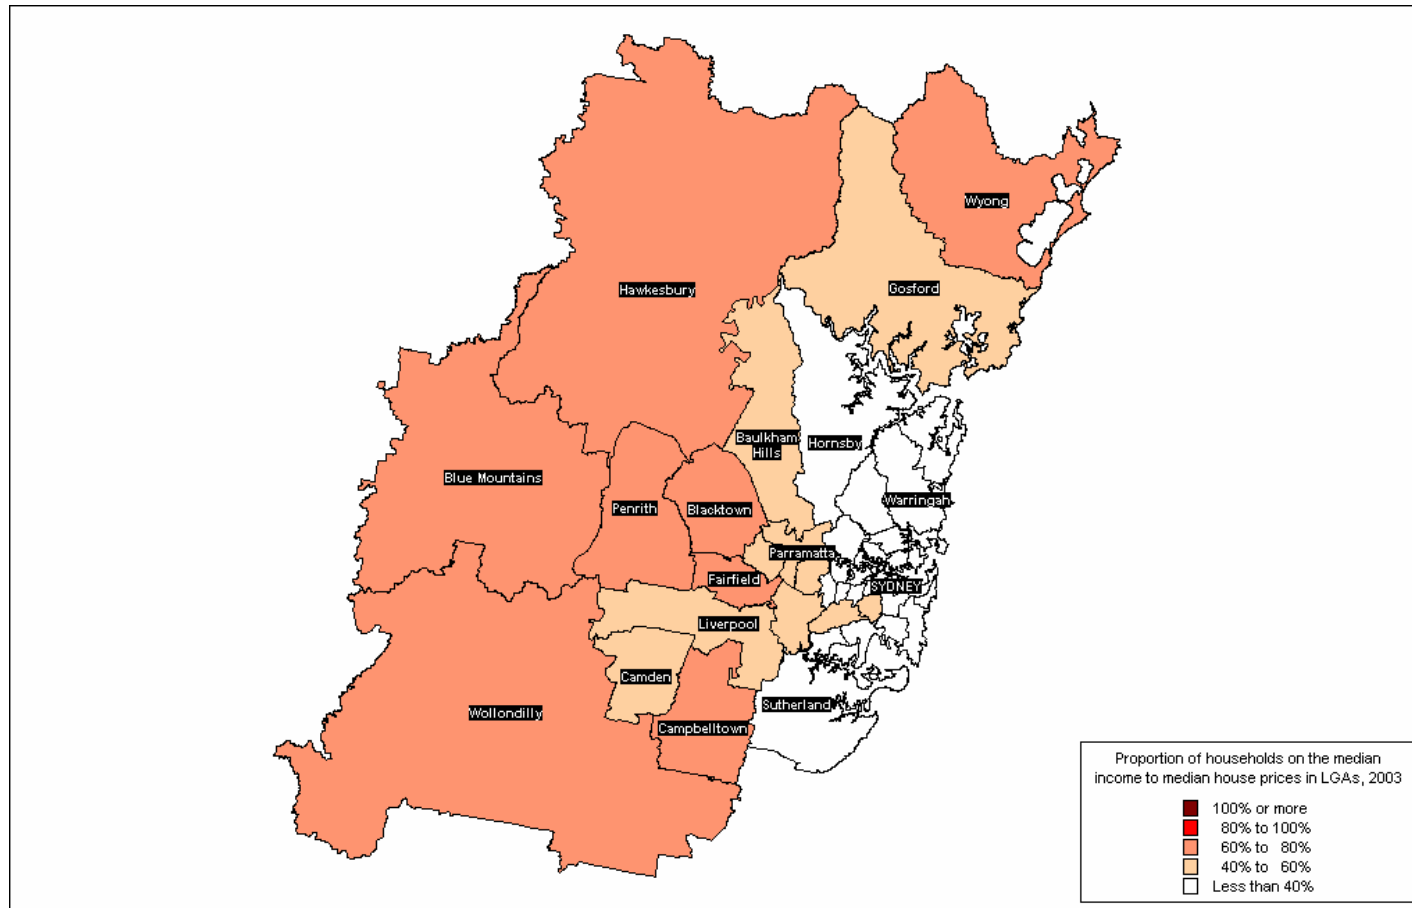 Wyong
Hawkesbury
Gosford
Baulkham
Hills
Hornsby
Blue Mountains
Penrith
Blacktown
Warringah
Parramatta
Fairfield
SYDNEY
Liverpool
Camden
Sutherland
Wollondilly
Campbelltown
Proportion of households on the median
income to median house prices in LGAs, 2003
100% or more
80% to 100%
60% to 80%
40% to 60%
Less than 40%